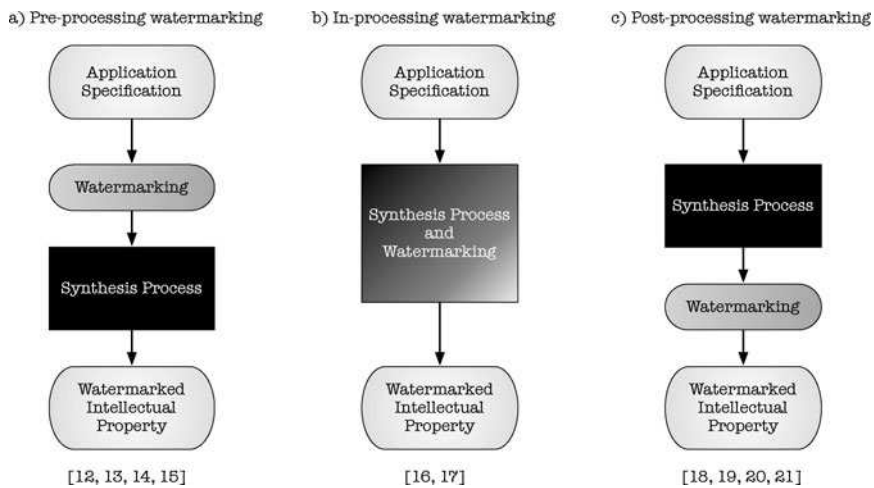 a) Pre-processing watermarking
Application
Specification
Watermarking
Synthesis Process
Watermarked
Intellectual
Property
[12, 13, 14, 15]
b) In-processing watermarking
Application
Specification
Synthesis Process
and
Watermarking
Watermarked
Intellectual
Property
[16, 17]
c) Post-processing watermarking
Application
Specification
Synthesis Process
Watermarking
Watermarked
Intellectual
Property
[18, 19, 20, 21]